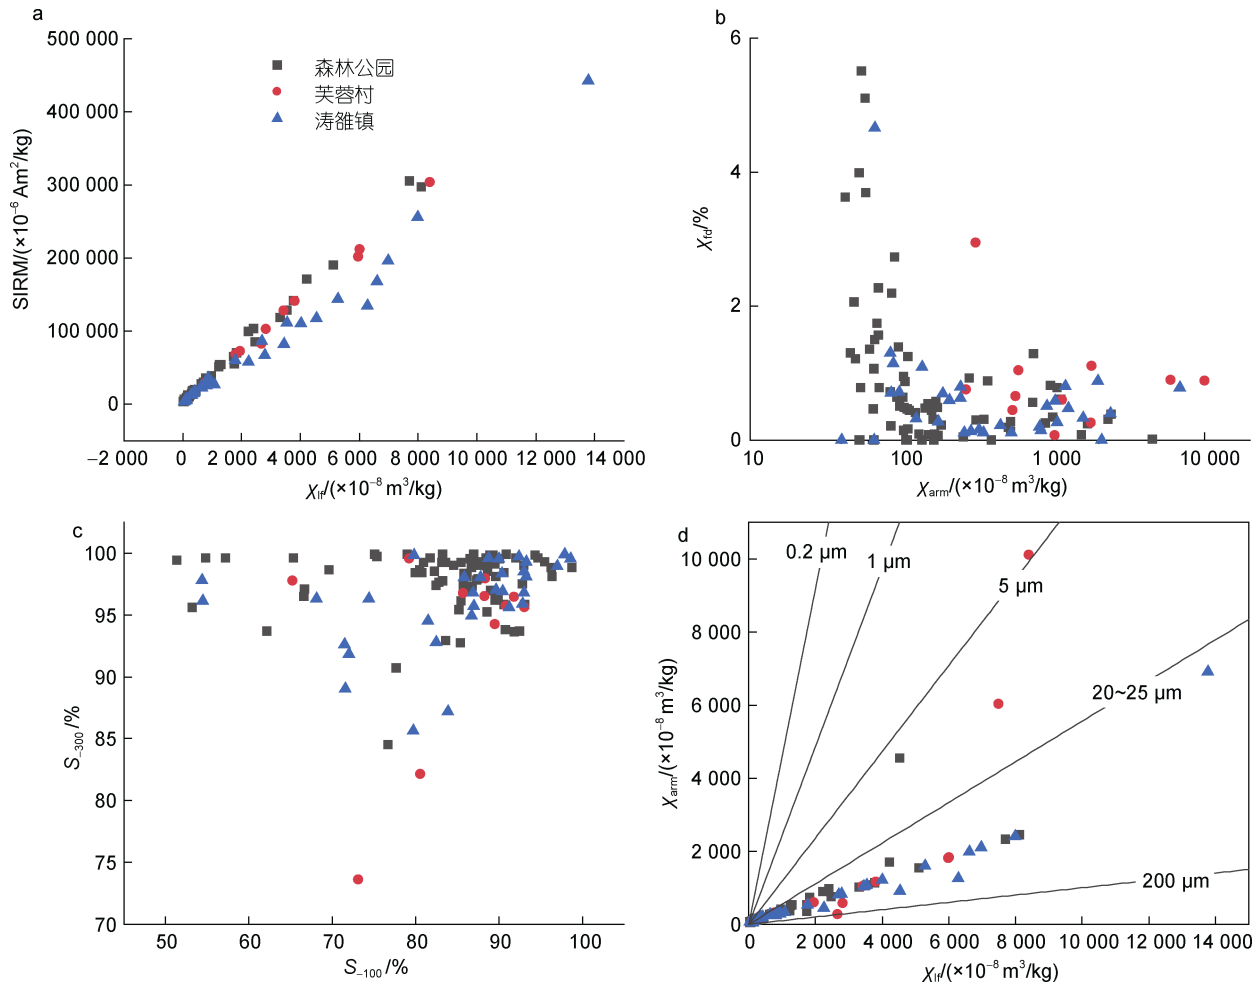 a
500 000
400 000
300 000
200 000
100 000
0
SIRM/(×10⁻⁶ Am²/kg)
森林公园
芙蓉村
涛雒镇
−2 000 0 2 000 4 000 6 000 8 000 10 000 12 000 14 000
χlf/(×10⁻⁸ m³/kg)
b
6
4
2
0
χfd/%
10 100 1 000 10 000
χarm/(×10⁻⁸ m³/kg)
c
100
95
90
85
80
75
70
S₋₃₀₀/%
50 60 70 80 90 100
S₋₁₀₀/%
d
10 000
8 000
6 000
4 000
2 000
0
χarm/(×10⁻⁸ m³/kg)
0.2 μm
1 μm
5 μm
20~25 μm
200 μm
0 2 000 4 000 6 000 8 000 10 000 12 000 14 000
χlf/(×10⁻⁸ m³/kg)